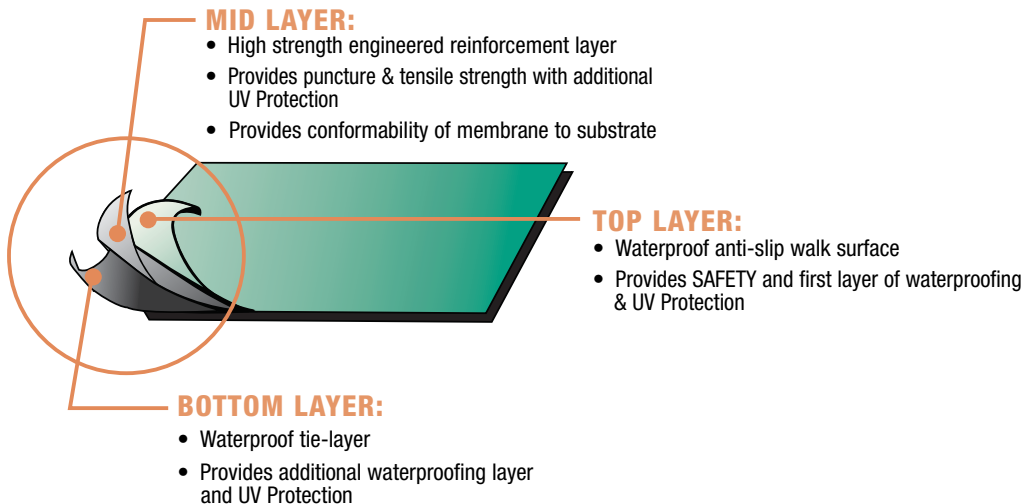 MID LAYER:
• High strength engineered reinforcement layer
• Provides puncture & tensile strength with additional
UV Protection
• Provides conformability of membrane to substrate
TOP LAYER:
• Waterproof anti-slip walk surface
• Provides SAFETY and first layer of waterproofing
& UV Protection
BOTTOM LAYER:
• Waterproof tie-layer
• Provides additional waterproofing layer
and UV Protection